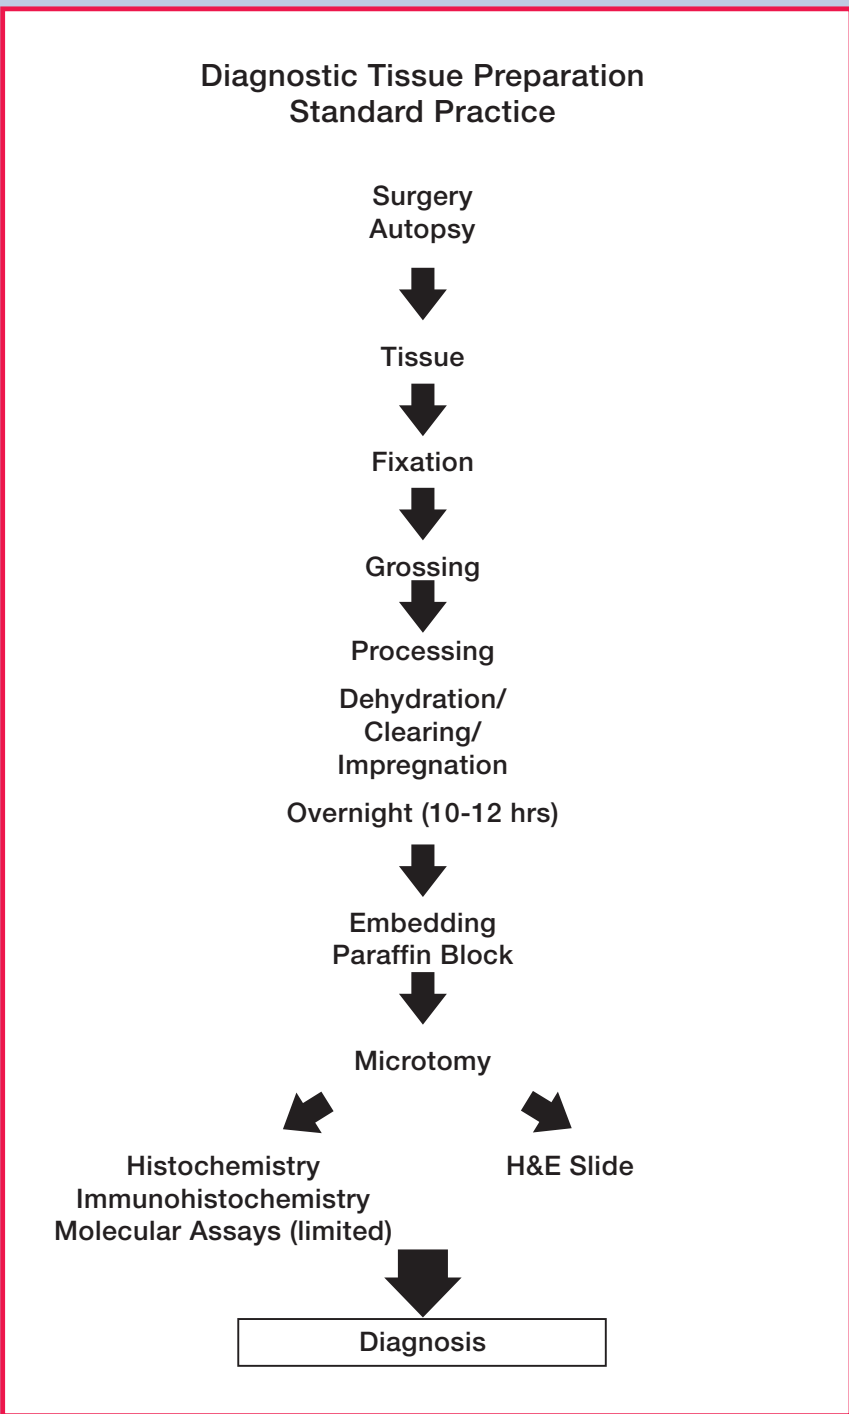 Diagnostic Tissue Preparation
Standard Practice
Surgery
Autopsy
Tissue
Fixation
Grossing
Processing
Dehydration/
Clearing/
Impregnation
Overnight (10-12 hrs)
Embedding
Paraffin Block
Microtomy
Histochemistry
Immunohistochemistry
Molecular Assays (limited)
H&E Slide
Diagnosis